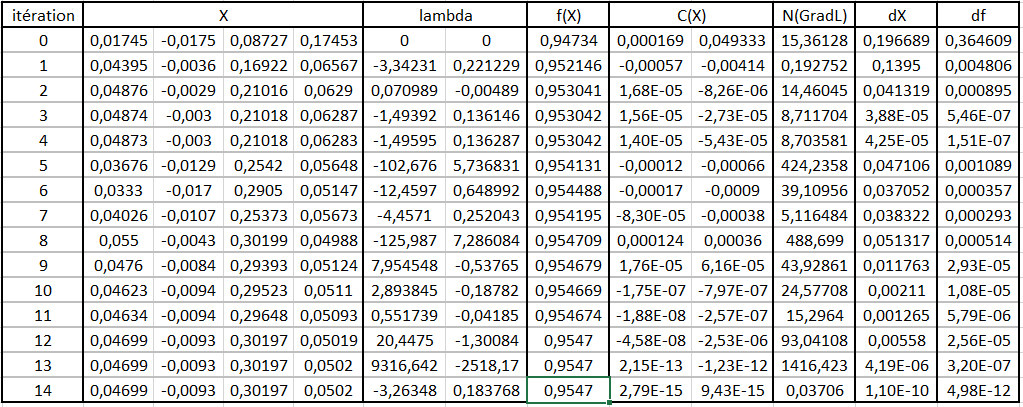 itération X lambda f(X) C(X) N(GradL) dX df
0 0,01745 -0,0175 0,08727 0,17453 0 0 0,94734 0,000169 0,049333 15,36128 0,196689 0,364609
1 0,04395 -0,0036 0,16922 0,06567 -3,34231 0,221229 0,952146 -0,00057 -0,00414 0,192752 0,1395 0,004806
2 0,04876 -0,0029 0,21016 0,0629 0,070989 -0,00489 0,953041 1,68E-05 -8,26E-06 14,46045 0,041319 0,000895
3 0,04874 -0,003 0,21018 0,06287 -1,49392 0,136146 0,953042 1,56E-05 -2,73E-05 8,711704 3,88E-05 5,46E-07
4 0,04873 -0,003 0,21018 0,06283 -1,49595 0,136287 0,953042 1,40E-05 -5,43E-05 8,703581 4,25E-05 1,51E-07
5 0,03676 -0,0129 0,2542 0,05648 -102,676 5,736831 0,954131 -0,00012 -0,00066 424,2358 0,047106 0,001089
6 0,0333 -0,017 0,2905 0,05147 -12,4597 0,648992 0,954488 -0,00017 -0,0009 39,10956 0,037052 0,000357
7 0,04026 -0,0107 0,25373 0,05673 -4,4571 0,252043 0,954195 -8,30E-05 -0,00038 5,116484 0,038322 0,000293
8 0,055 -0,0043 0,30199 0,04988 -125,987 7,286084 0,954709 0,000124 0,00036 488,699 0,051317 0,000514
9 0,0476 -0,0084 0,29393 0,05124 7,954548 -0,53765 0,954679 1,76E-05 6,16E-05 43,92861 0,011763 2,93E-05
10 0,04623 -0,0094 0,29523 0,0511 2,893845 -0,18782 0,954669 -1,75E-07 -7,97E-07 24,57708 0,00211 1,08E-05
11 0,04634 -0,0094 0,29648 0,05093 0,551739 -0,04185 0,954674 -1,88E-08 -2,57E-07 15,2964 0,001265 5,79E-06
12 0,04699 -0,0093 0,30197 0,05019 20,4475 -1,30084 0,9547 -4,58E-08 -2,53E-06 93,04108 0,00558 2,56E-05
13 0,04699 -0,0093 0,30197 0,0502 9316,642 -2518,17 0,9547 2,15E-13 -1,23E-12 1416,423 4,19E-06 3,20E-07
14 0,04699 -0,0093 0,30197 0,0502 -3,26348 0,183768 0,9547 2,79E-15 9,43E-15 0,03706 1,10E-10 4,98E-12